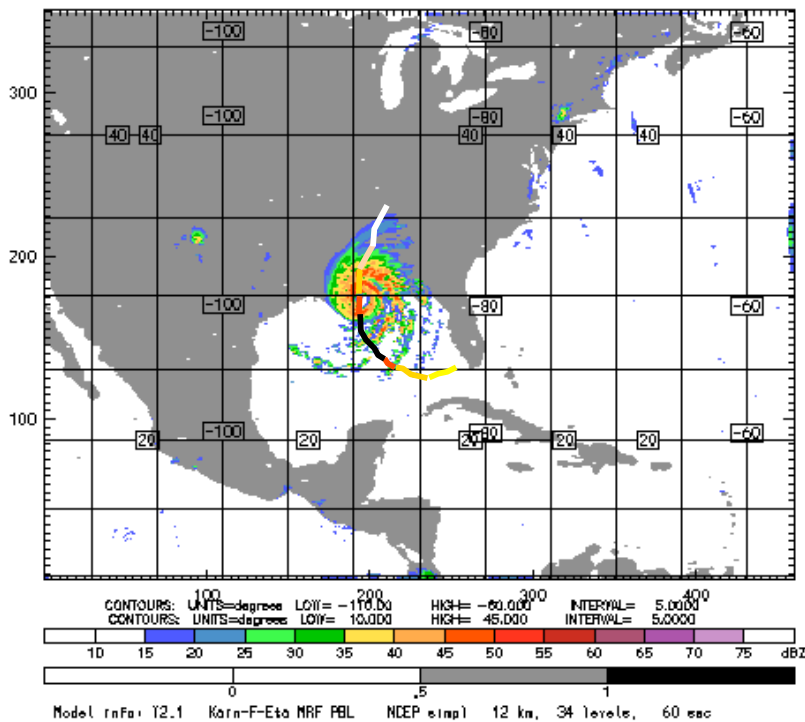 -100 -80 -60
300
-100 -80 -60
40 40 40 40 40
200
-100 -80 -60
100
-100 -80 -60
20 20 20 20 20
100 200 300 400
CONTOURS: UNITS=degrees LOW= -110.00 HIGH= -60.000 INTERVAL= 5.0000
CONTOURS: UNITS=degrees LOW= 10.000 HIGH= 45.000 INTERVAL= 5.0000
10 15 20 25 30 35 40 45 50 55 60 65 70 75 dBZ
0 .5 1
Model info: V2.1 Kain-F-Eta MRF PBL NCEP simpl 12 km, 34 levels, 60 sec